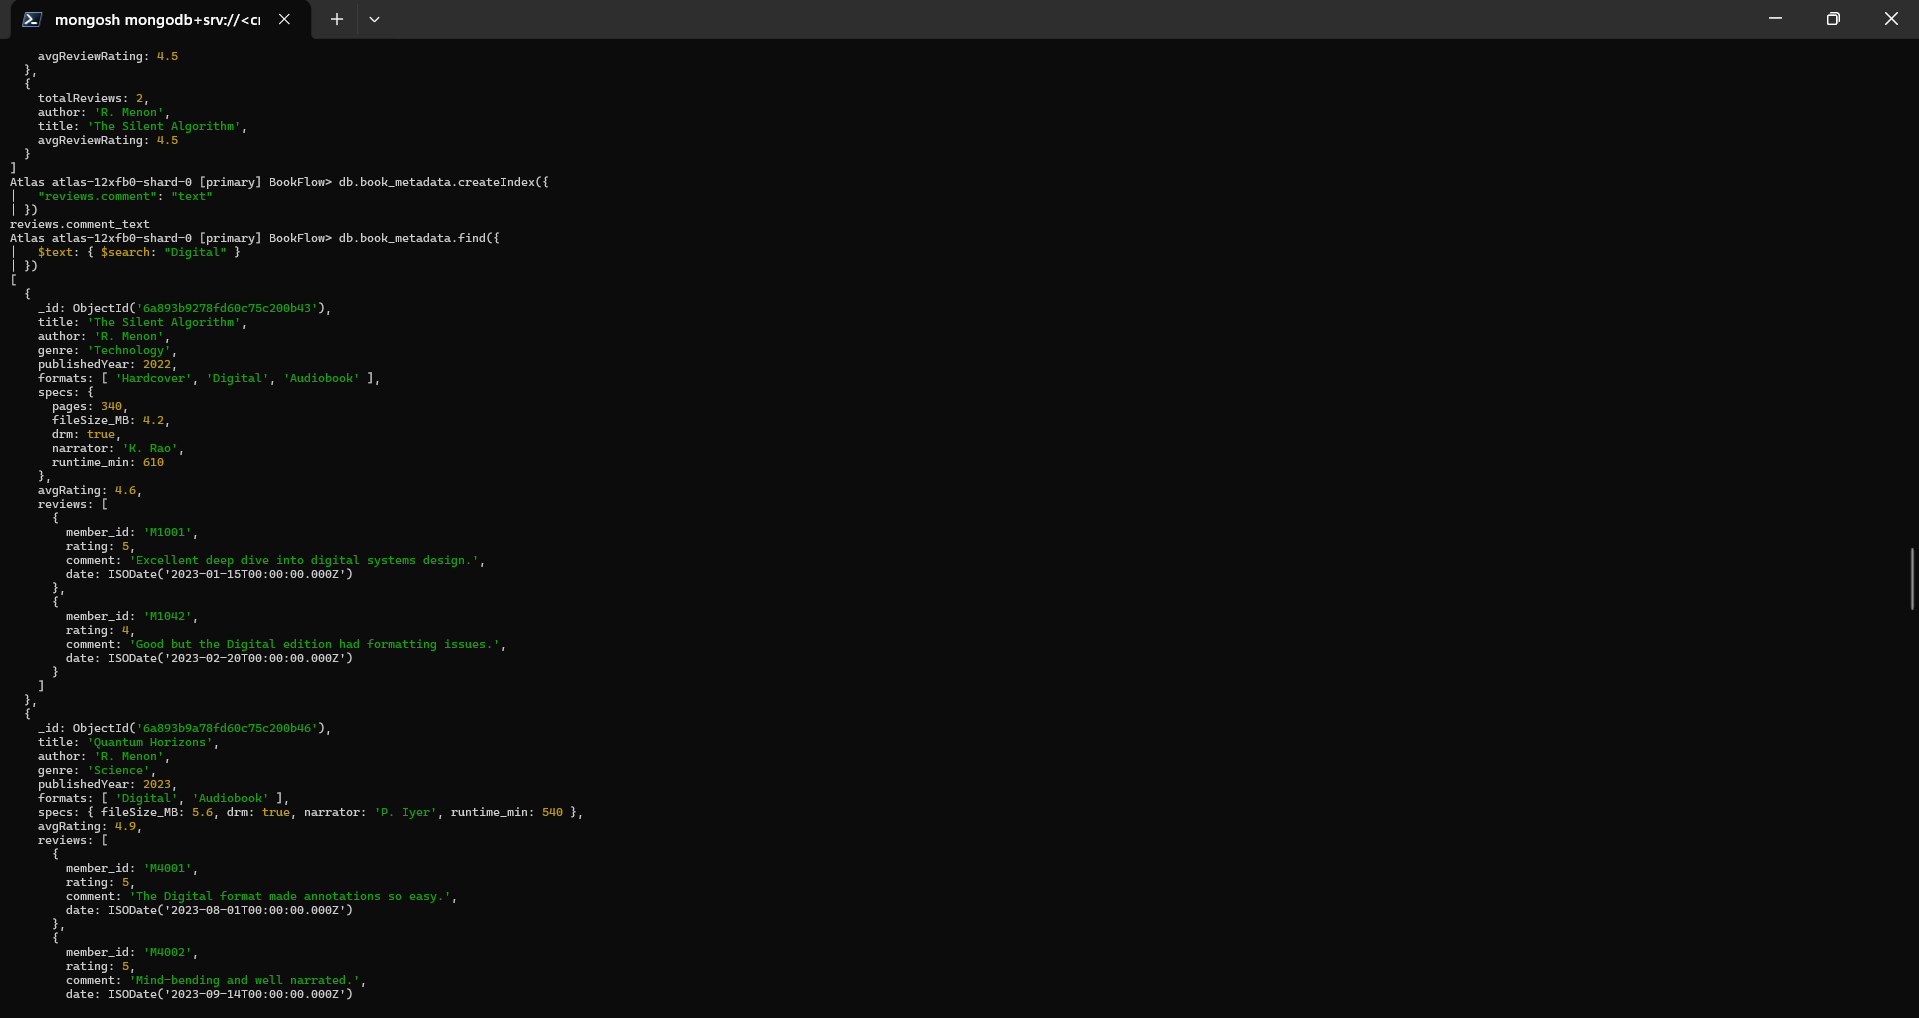 mongosh mongodb+srv://<cr
    avgReviewRating: 4.5
  },
  {
    totalReviews: 2,
    author: 'R. Menon',
    title: 'The Silent Algorithm',
    avgReviewRating: 4.5
  }
]
Atlas atlas-12xfb0-shard-0 [primary] BookFlow> db.book_metadata.createIndex({
|   "reviews.comment": "text"
| })
reviews.comment_text
Atlas atlas-12xfb0-shard-0 [primary] BookFlow> db.book_metadata.find({
|   $text: { $search: "Digital" }
| })
[
  {
    _id: ObjectId('6a893b9278fd60c75c200b43'),
    title: 'The Silent Algorithm',
    author: 'R. Menon',
    genre: 'Technology',
    publishedYear: 2022,
    formats: [ 'Hardcover', 'Digital', 'Audiobook' ],
    specs: {
      pages: 340,
      fileSize_MB: 4.2,
      drm: true,
      narrator: 'K. Rao',
      runtime_min: 610
    },
    avgRating: 4.6,
    reviews: [
      {
        member_id: 'M1001',
        rating: 5,
        comment: 'Excellent deep dive into digital systems design.',
        date: ISODate('2023-01-15T00:00:00.000Z')
      },
      {
        member_id: 'M1042',
        rating: 4,
        comment: 'Good but the Digital edition had formatting issues.',
        date: ISODate('2023-02-20T00:00:00.000Z')
      }
    ]
  },
  {
    _id: ObjectId('6a893b9a78fd60c75c200b46'),
    title: 'Quantum Horizons',
    author: 'R. Menon',
    genre: 'Science',
    publishedYear: 2023,
    formats: [ 'Digital', 'Audiobook' ],
    specs: { fileSize_MB: 5.6, drm: true, narrator: 'P. Iyer', runtime_min: 540 },
    avgRating: 4.9,
    reviews: [
      {
        member_id: 'M4001',
        rating: 5,
        comment: 'The Digital format made annotations so easy.',
        date: ISODate('2023-08-01T00:00:00.000Z')
      },
      {
        member_id: 'M4002',
        rating: 5,
        comment: 'Mind-bending and well narrated.',
        date: ISODate('2023-09-14T00:00:00.000Z')